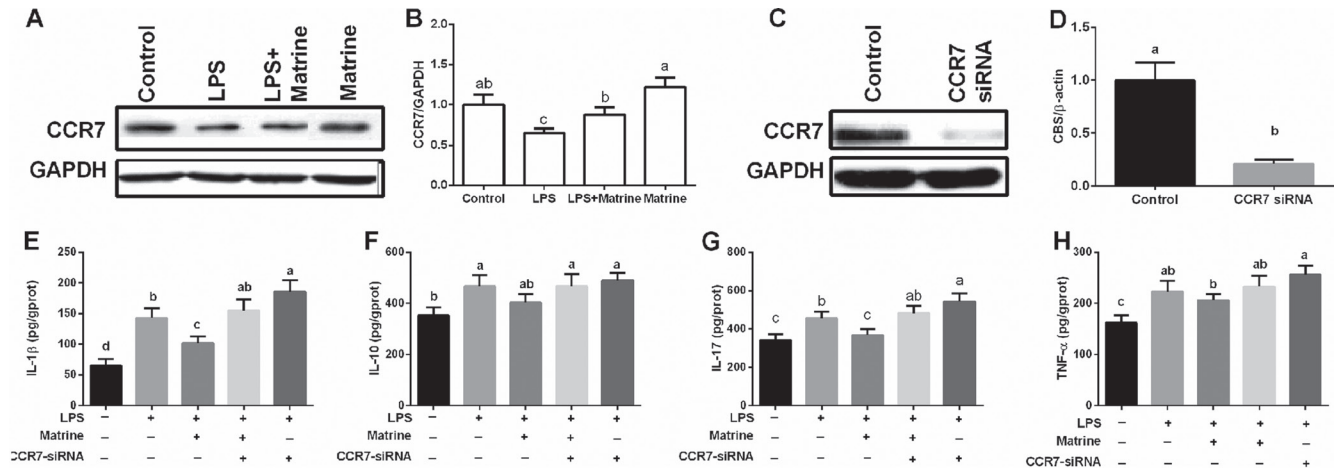 A
Control
LPS
LPS+
Matrine
Matrine
CCR7
GAPDH
B
CCR7/GAPDH
2.0
1.5
1.0
0.5
0.0
ab
c
b
a
Control LPS LPS+Matrine Matrine
C
Control
CCR7
siRNA
CCR7
GAPDH
D
CBS/β-actin
1.5
1.0
0.5
0.0
a
b
Control CCR7 siRNA
E
IL-1β (pg/gprot)
250
200
150
100
50
0
d
b
c
ab
a
LPS – + + + +
Matrine – – + + –
CCR7-siRNA – – – + +
F
IL-10 (pg/gprot)
600
400
200
0
b
a
ab
a
a
LPS – + + + +
Matrine – – + + –
CCR7-siRNA – – – + +
G
IL-17 (pg/prot)
800
600
400
200
0
c
b
c
ab
a
LPS – + + + +
Matrine – – + + –
CCR7-siRNA – – – + +
H
TNF-α (pg/gprot)
400
300
200
100
0
c
ab
b
ab
a
LPS – + + + +
Matrine – – + + –
CCR7-siRNA – – – – +